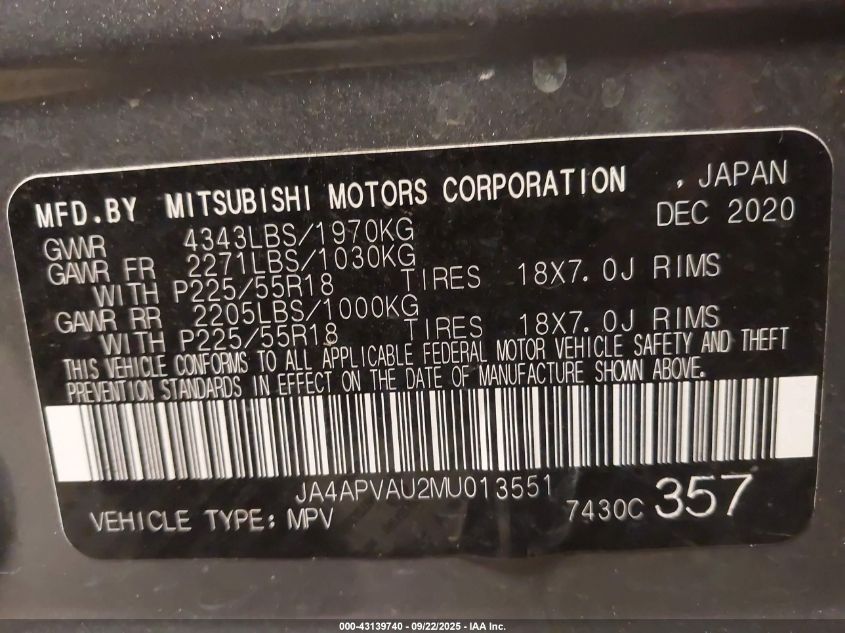 MFD.BY MITSUBISHI MOTORS CORPORATION , JAPAN
DEC 2020
GVWR 4343LBS/1970KG
GAWR FR 2271LBS/1030KG
WITH P225/55R18 TIRES 18X7.0J RIMS
GAWR RR 2205LBS/1000KG
WITH P225/55R18 TIRES 18X7.0J RIMS
THIS VEHICLE CONFORMS TO ALL APPLICABLE FEDERAL MOTOR VEHICLE SAFETY AND THEFT
PREVENTION STANDARDS IN EFFECT ON THE DATE OF MANUFACTURE SHOWN ABOVE.
JA4APVAU2MU013551
VEHICLE TYPE: MPV 7430C 357
000-43139740 - 09/22/2025 - IAA Inc.